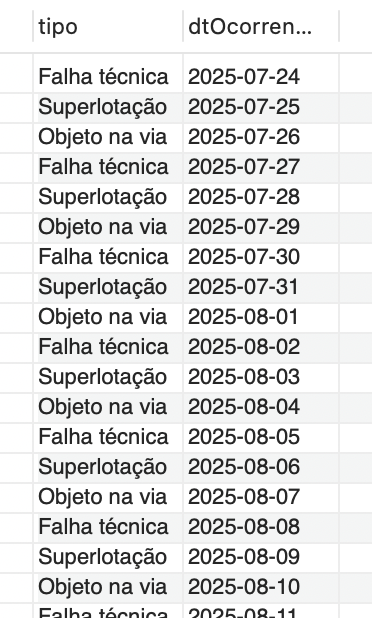 tipo dtOcorren...
Falha técnica 2025-07-24
Superlotação 2025-07-25
Objeto na via 2025-07-26
Falha técnica 2025-07-27
Superlotação 2025-07-28
Objeto na via 2025-07-29
Falha técnica 2025-07-30
Superlotação 2025-07-31
Objeto na via 2025-08-01
Falha técnica 2025-08-02
Superlotação 2025-08-03
Objeto na via 2025-08-04
Falha técnica 2025-08-05
Superlotação 2025-08-06
Objeto na via 2025-08-07
Falha técnica 2025-08-08
Superlotação 2025-08-09
Objeto na via 2025-08-10
Falha técnica 2025-08-11